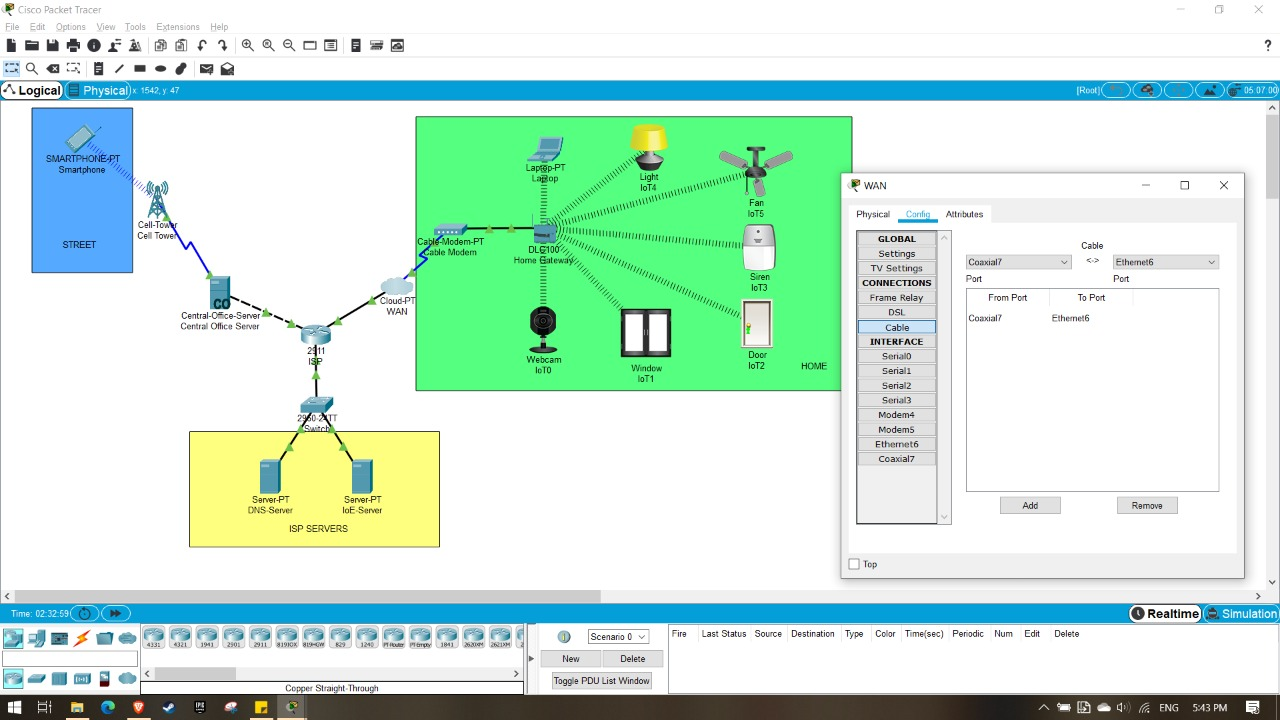 Cisco Packet Tracer
File Edit Options View Tools Extensions Help
?
Logical Physical x: 1542, y: 47 [Root] 05:07:00
SMARTPHONE-PT
Smartphone
STREET
Cell-Tower
Cell Tower
CO
Central-Office-Server
Central Office Server
2911
ISP
Cloud-PT
WAN
Cable-Modem-PT
Cable Modem
DLC100
Home Gateway
Laptop-PT
Laptop
Light
IoT4
Fan
IoT5
Siren
IoT3
Door
IoT2
Window
IoT1
Webcam
IoT0
HOME
2960-24TT
Switch
Server-PT
DNS-Server
Server-PT
IoE-Server
ISP SERVERS
WAN
Physical Config Attributes
GLOBAL
Settings
TV Settings
CONNECTIONS
Frame Relay
DSL
Cable
INTERFACE
Serial0
Serial1
Serial2
Serial3
Modem4
Modem5
Ethernet6
Coaxial7
Cable
Coaxial7 <-> Ethernet6
Port Port
From Port To Port
Coaxial7 Ethernet6
Add Remove
Top
Time: 02:32:59 Realtime Simulation
4331 4321 1941 2901 2911 819IOX 819HGW 829 1240 PT-Router PT-Empty 1841 2620XM 2621XM
Copper Straight-Through
Scenario 0
New Delete
Toggle PDU List Window
Fire Last Status Source Destination Type Color Time(sec) Periodic Num Edit Delete
5:43 PM